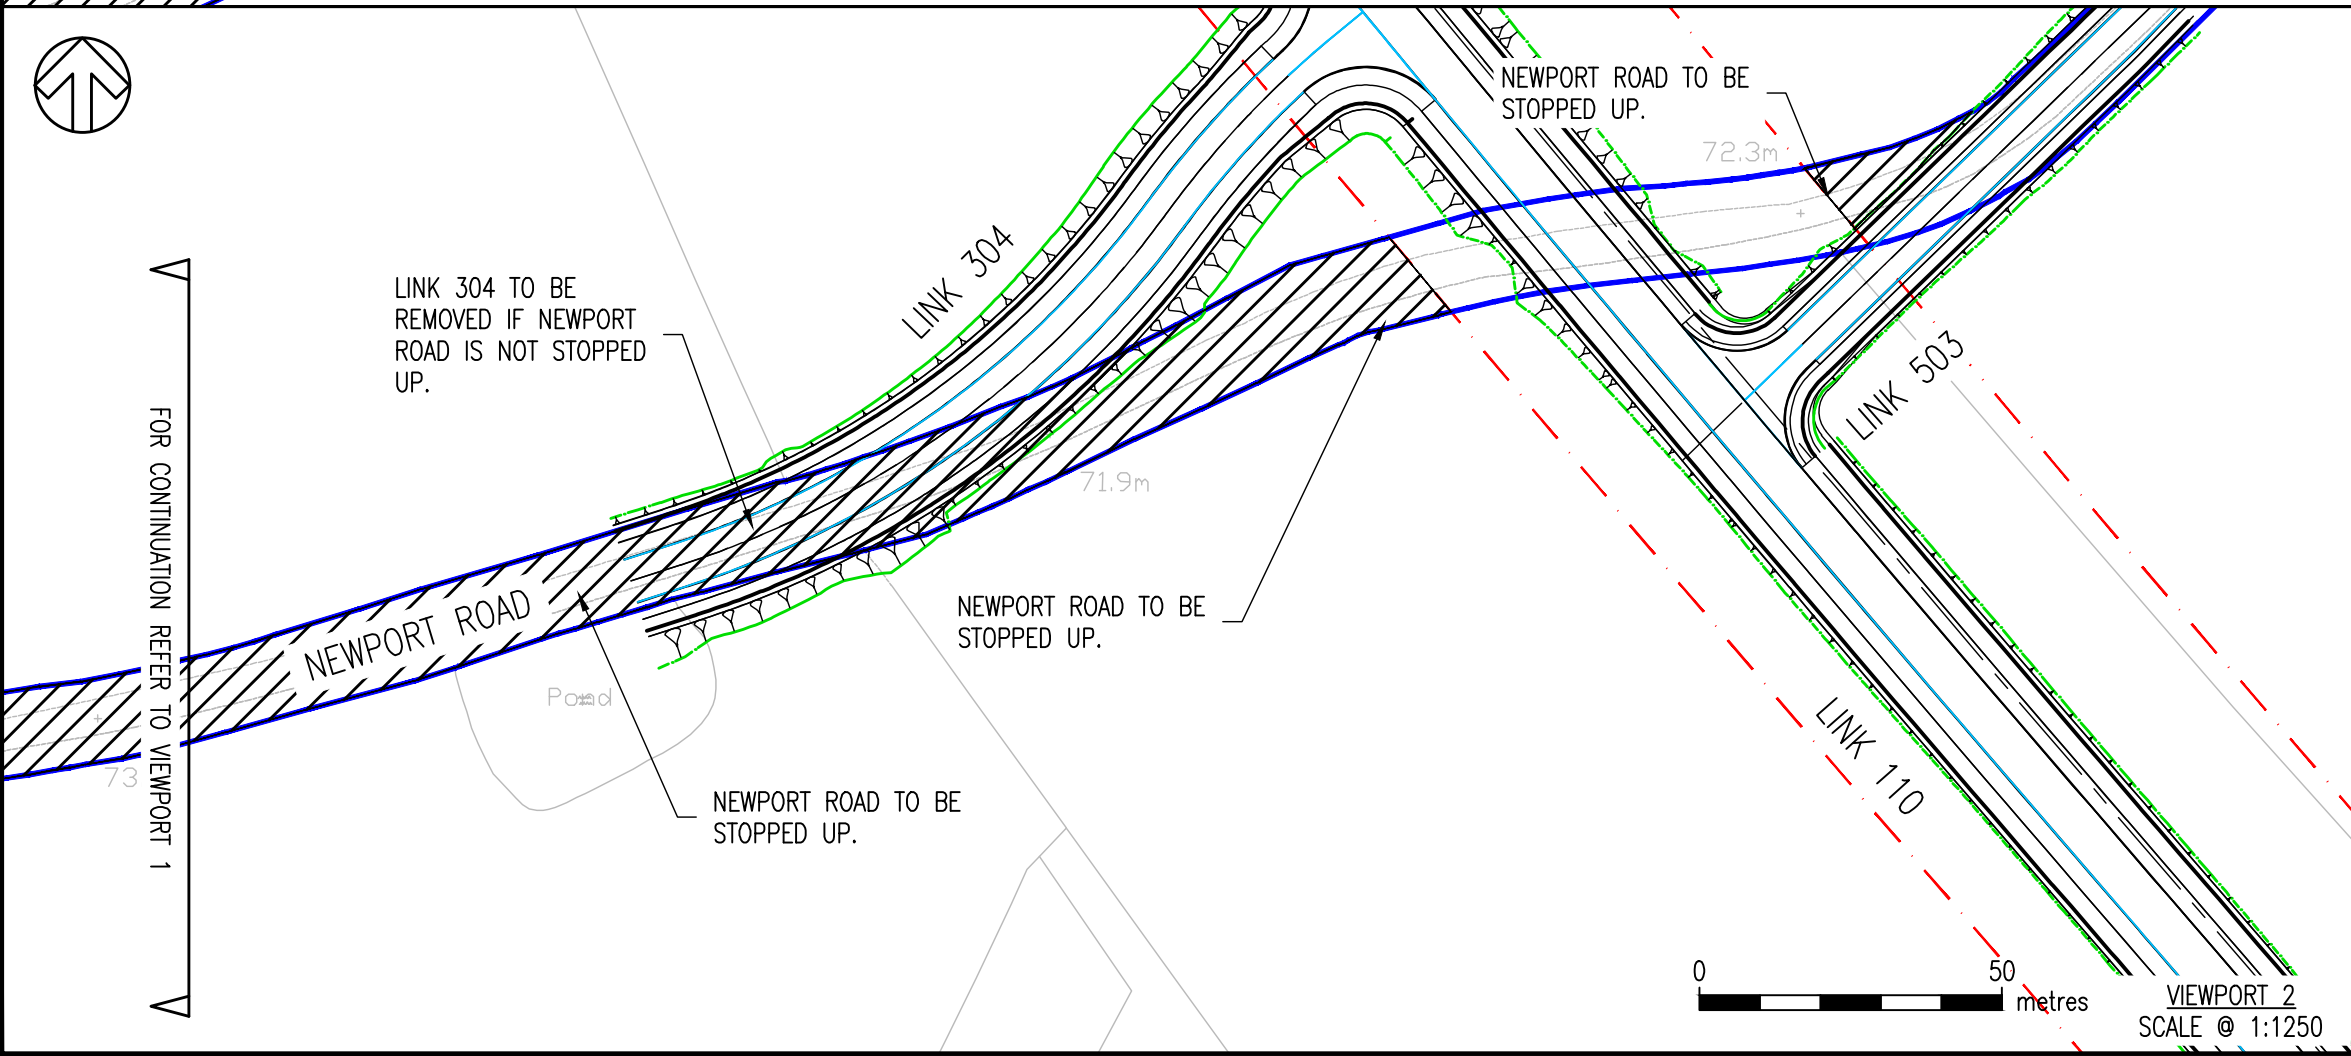 NEWPORT ROAD TO BE
STOPPED UP.
72.3m
LINK 304
LINK 304 TO BE
REMOVED IF NEWPORT
ROAD IS NOT STOPPED
UP.
LINK 503
FOR CONTINUATION REFER TO VIEWPORT 1
71.9m
NEWPORT ROAD
NEWPORT ROAD TO BE
STOPPED UP.
Pond
73
LINK 110
NEWPORT ROAD TO BE
STOPPED UP.
0 50
metres
VIEWPORT 2
SCALE @ 1:1250